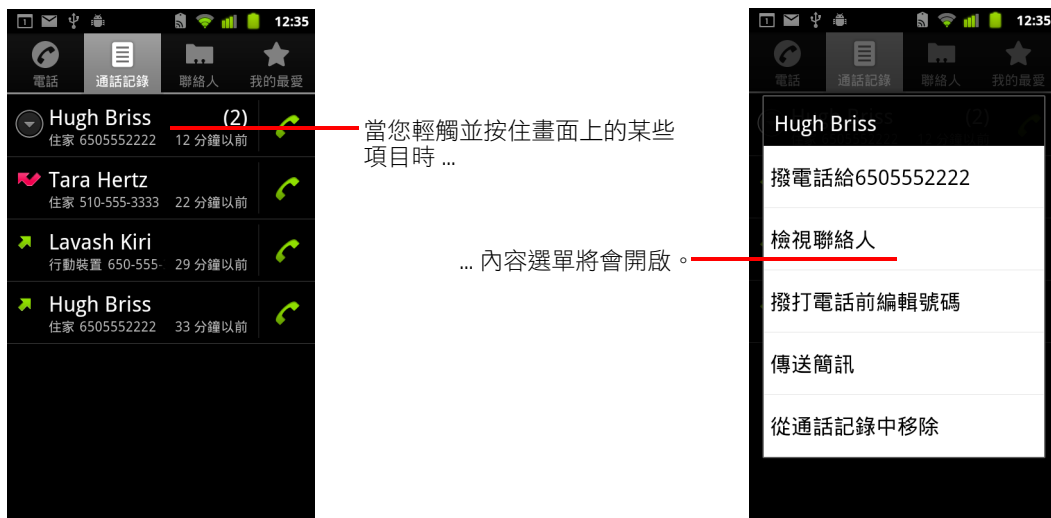 12:35
電話 通話記錄 聯絡人 我的最愛
Hugh Briss (2)
住家 6505552222 12 分鐘以前
Tara Hertz
住家 510-555-3333 22 分鐘以前
Lavash Kiri
行動裝置 650-555- 29 分鐘以前
Hugh Briss
住家 6505552222 33 分鐘以前
當您輕觸並按住畫面上的某些
項目時 ...
... 內容選單將會開啟。
12:35
電話 通話記錄 聯絡人 我的最愛
Hugh Briss
撥電話給6505552222
檢視聯絡人
撥打電話前編輯號碼
傳送簡訊
從通話記錄中移除